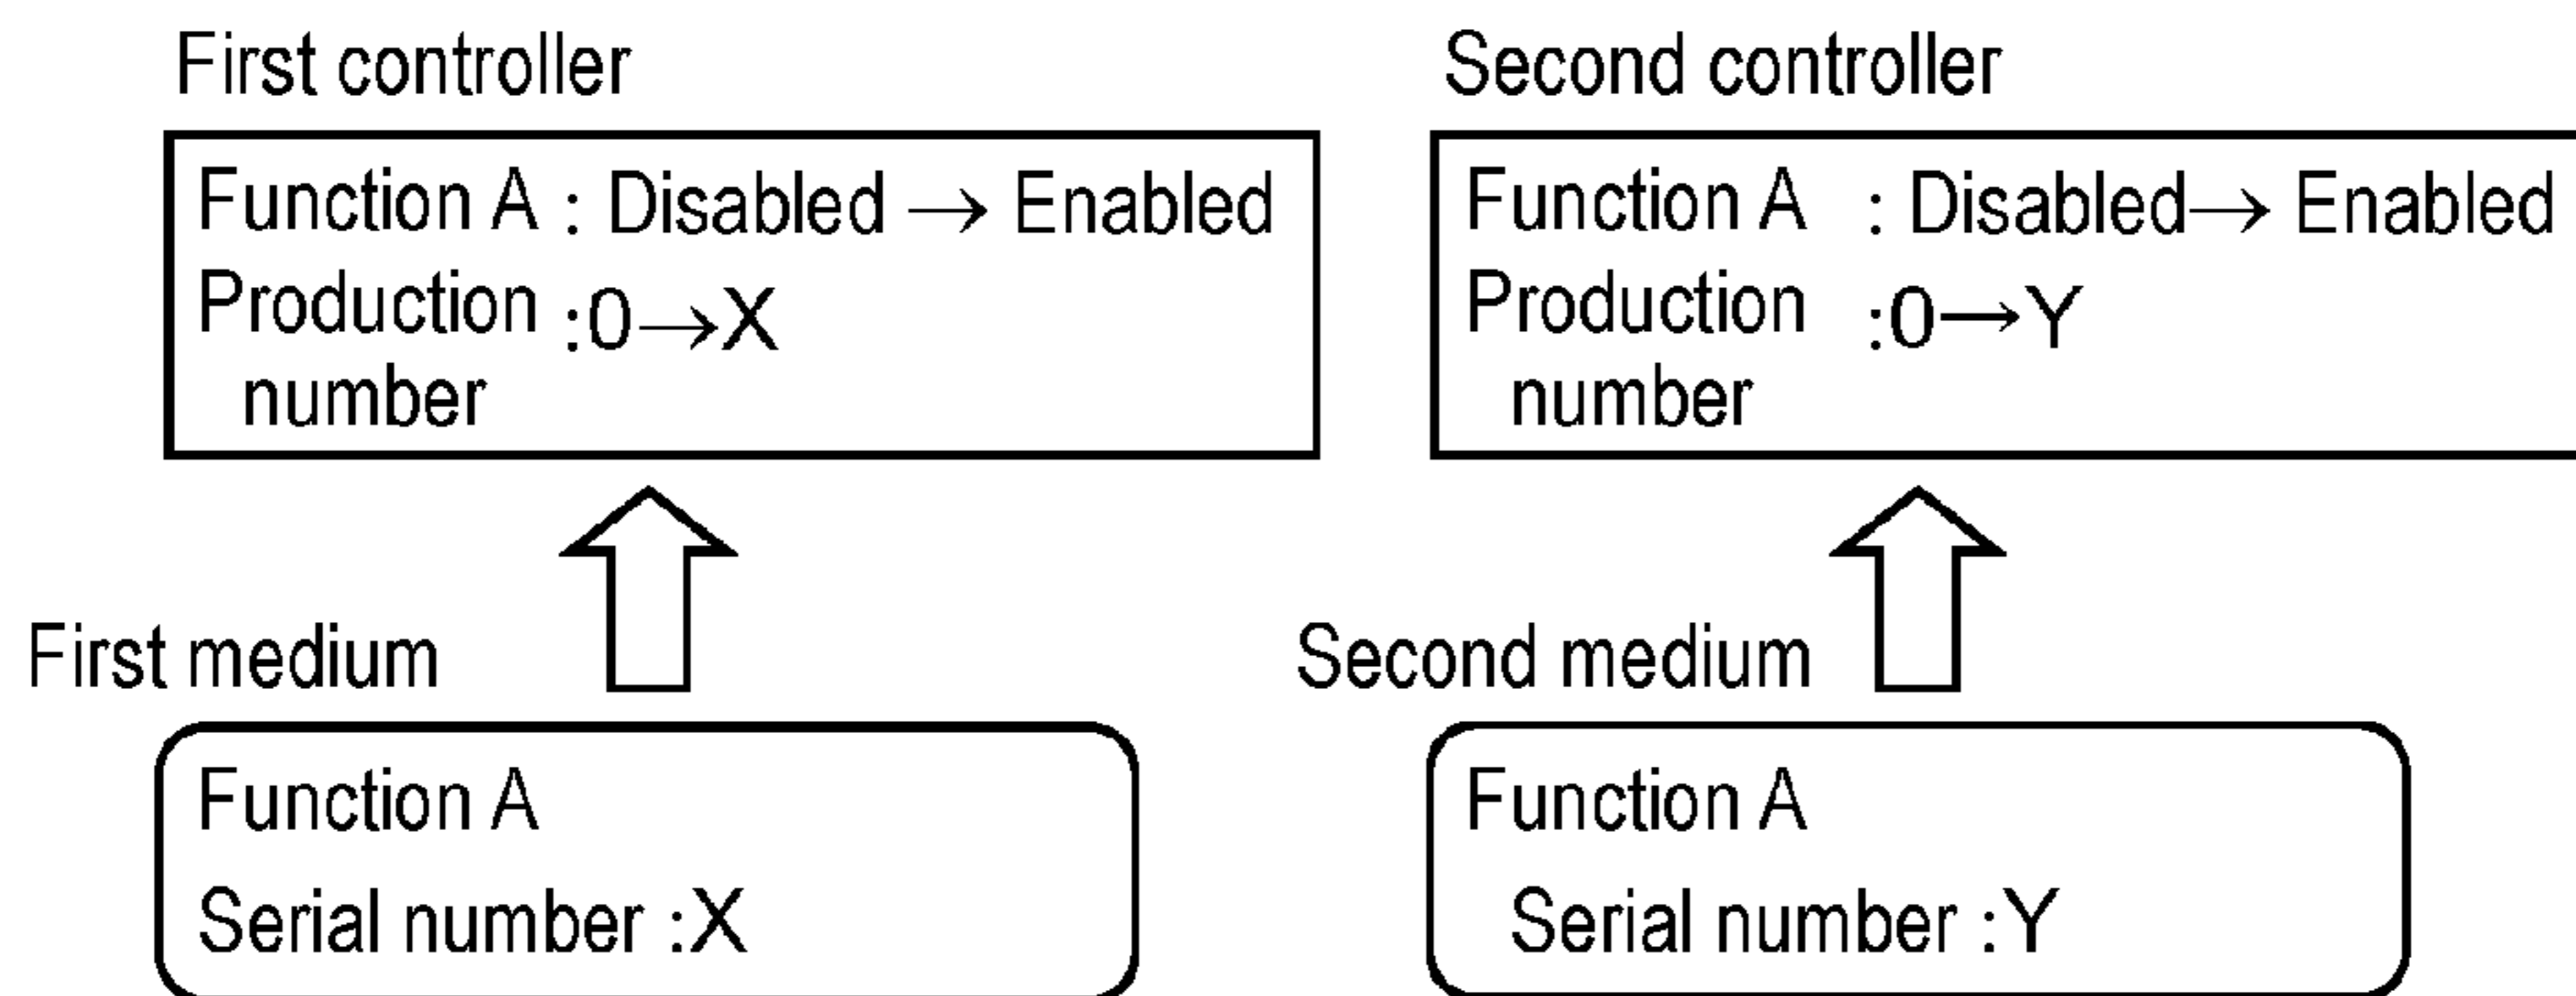 First controller
Function A : Disabled → Enabled
Production :0→X
number
First medium
Function A
Serial number :X
Second controller
Function A : Disabled→ Enabled
Production :0→Y
number
Second medium
Function A
Serial number :Y